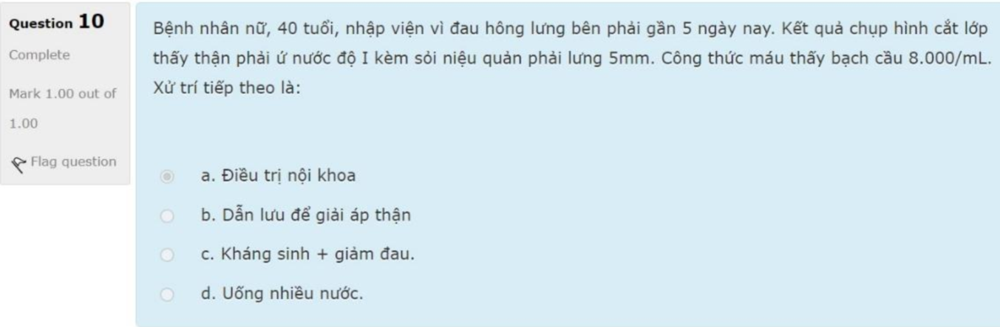 Question 10
Complete
Mark 1.00 out of
1.00
Flag question
Bệnh nhân nữ, 40 tuổi, nhập viện vì đau hông lưng bên phải gần 5 ngày nay. Kết quả chụp hình cắt lớp
thấy thận phải ứ nước độ I kèm sỏi niệu quản phải lưng 5mm. Công thức máu thấy bạch cầu 8.000/mL.
Xử trí tiếp theo là:
a. Điều trị nội khoa
b. Dẫn lưu để giải áp thận
c. Kháng sinh + giảm đau.
d. Uống nhiều nước.